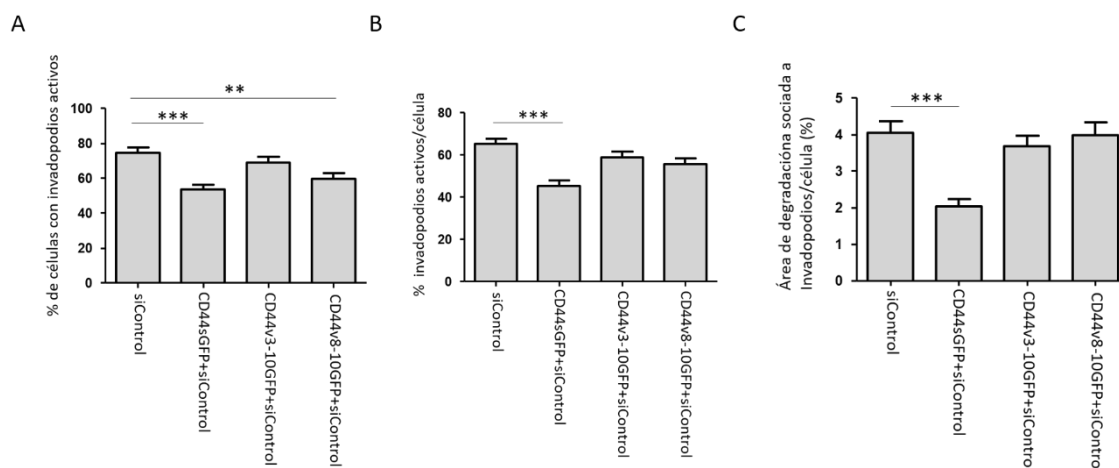 A
% de células con invadopodios activos
**
***
100
80
60
40
20
0
siControl
CD44sGFP+siControl
CD44v3-10GFP+siControl
CD44v8-10GFP+siControl
B
% invadopodios activos/célula
***
80
60
40
20
0
siControl
CD44sGFP+siControl
CD44v3-10GFP+siControl
CD44v8-10GFP+siControl
C
Área de degradacióna sociada a
Invadopodios/célula (%)
***
5
4
3
2
1
0
siControl
CD44sGFP+siControl
CD44v3-10GFP+siContro
CD44v8-10GFP+siContro